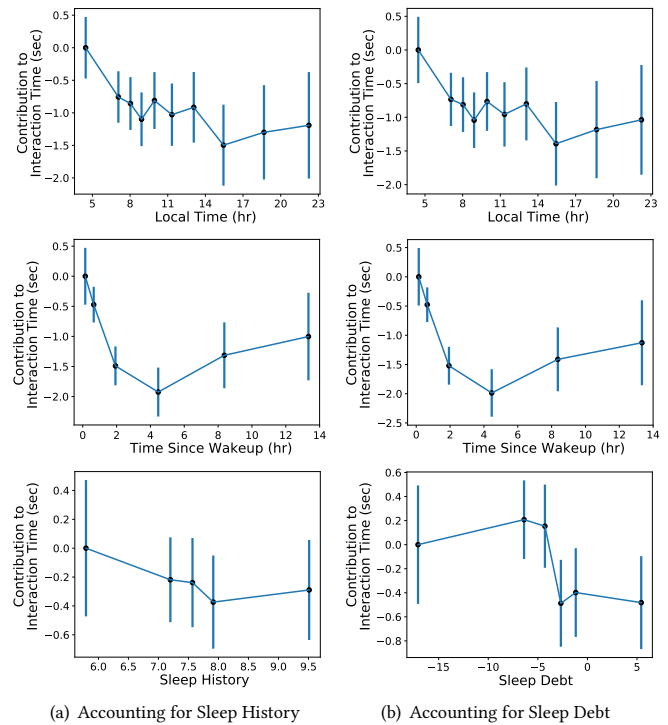 Contribution to
Interaction Time (sec)
0.5
0.0
−0.5
−1.0
−1.5
−2.0
5 8 11 14 17 20 23
Local Time (hr)
Contribution to
Interaction Time (sec)
0.5
0.0
−0.5
−1.0
−1.5
−2.0
5 8 11 14 17 20 23
Local Time (hr)
Contribution to
Interaction Time (sec)
0.5
0.0
−0.5
−1.0
−1.5
−2.0
0 2 4 6 8 10 12 14
Time Since Wakeup (hr)
Contribution to
Interaction Time (sec)
0.5
0.0
−0.5
−1.0
−1.5
−2.0
−2.5
0 2 4 6 8 10 12 14
Time Since Wakeup (hr)
Contribution to
Interaction Time (sec)
0.4
0.2
0.0
−0.2
−0.4
−0.6
6.0 6.5 7.0 7.5 8.0 8.5 9.0 9.5
Sleep History
Contribution to
Interaction Time (sec)
0.6
0.4
0.2
0.0
−0.2
−0.4
−0.6
−0.8
−15 −10 −5 0 5
Sleep Debt
(a) Accounting for Sleep History
(b) Accounting for Sleep Debt